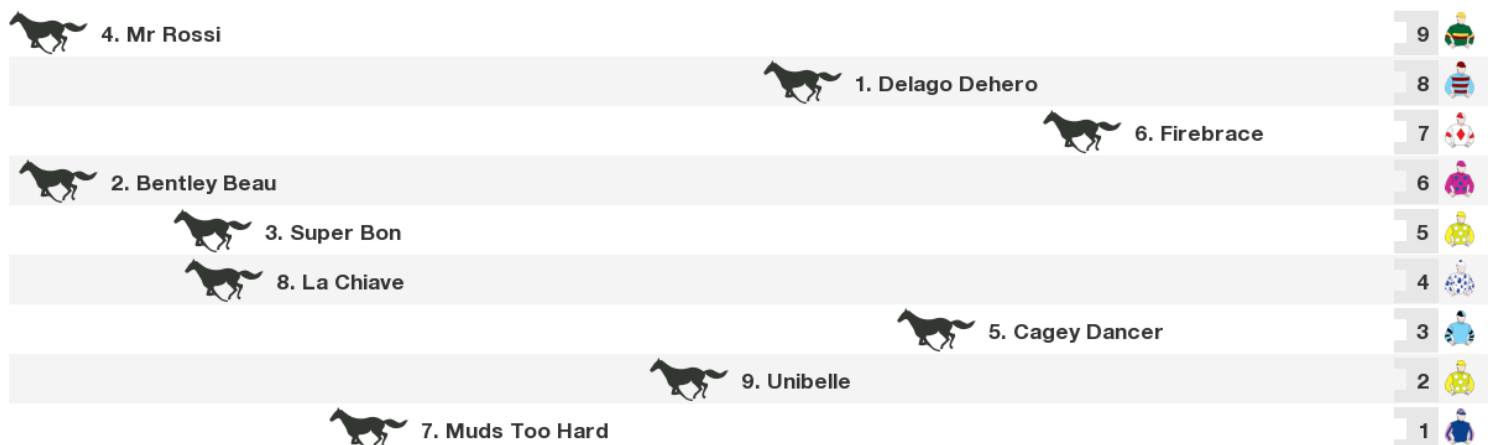 4. Mr Rossi 9
1. Delago Dehero 8
6. Firebrace 7
2. Bentley Beau 6
3. Super Bon 5
8. La Chiave 4
5. Cagey Dancer 3
9. Unibelle 2
7. Muds Too Hard 1